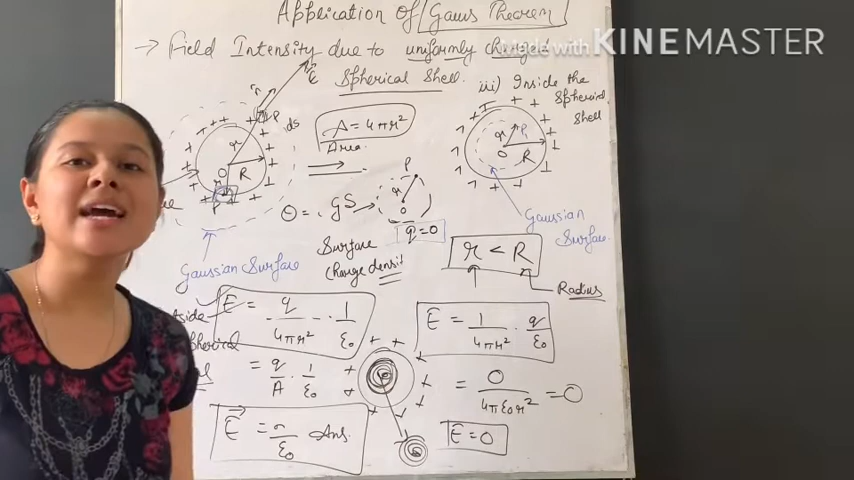 Application Of Gauss Theorem
Made with KINEMASTER
→ Field Intensity due to uniformly charged
Spherical Shell.
iii) Inside the
Spherical
Shell
A = 4πr²
Area
ds
E
r
P
O
R
P
r
O
R
GS
P
r
O
q=0
Gaussian Surface
Surface
Charge densit
Gaussian
Surface.
r < R
Radius
E = q / 4πr² · 1/ε₀
= q/A · 1/ε₀
E = σ/ε₀ Ans.
E = 1/4πr² · q/ε₀
= 0/4πε₀r² = 0
E = 0